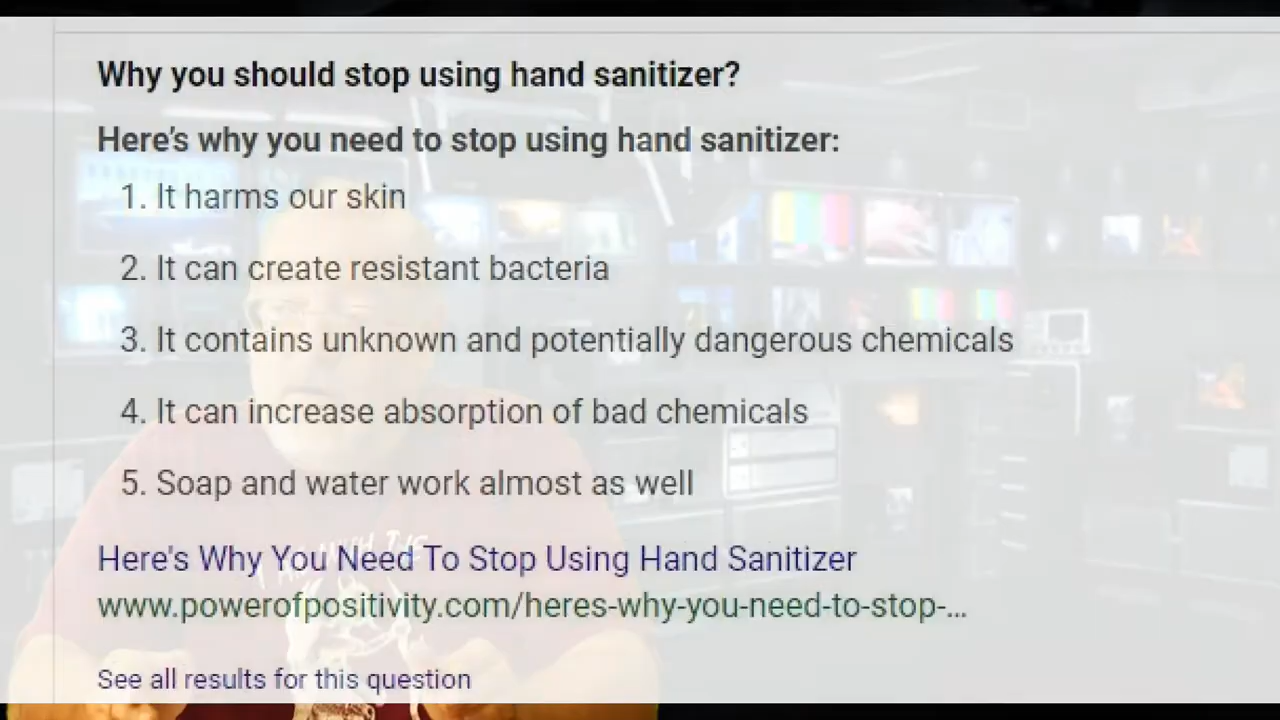 Why you should stop using hand sanitizer?
Here's why you need to stop using hand sanitizer:
1. It harms our skin
2. It can create resistant bacteria
3. It contains unknown and potentially dangerous chemicals
4. It can increase absorption of bad chemicals
5. Soap and water work almost as well
Here's Why You Need To Stop Using Hand Sanitizer
www.powerofpositivity.com/heres-why-you-need-to-stop-...
See all results for this question